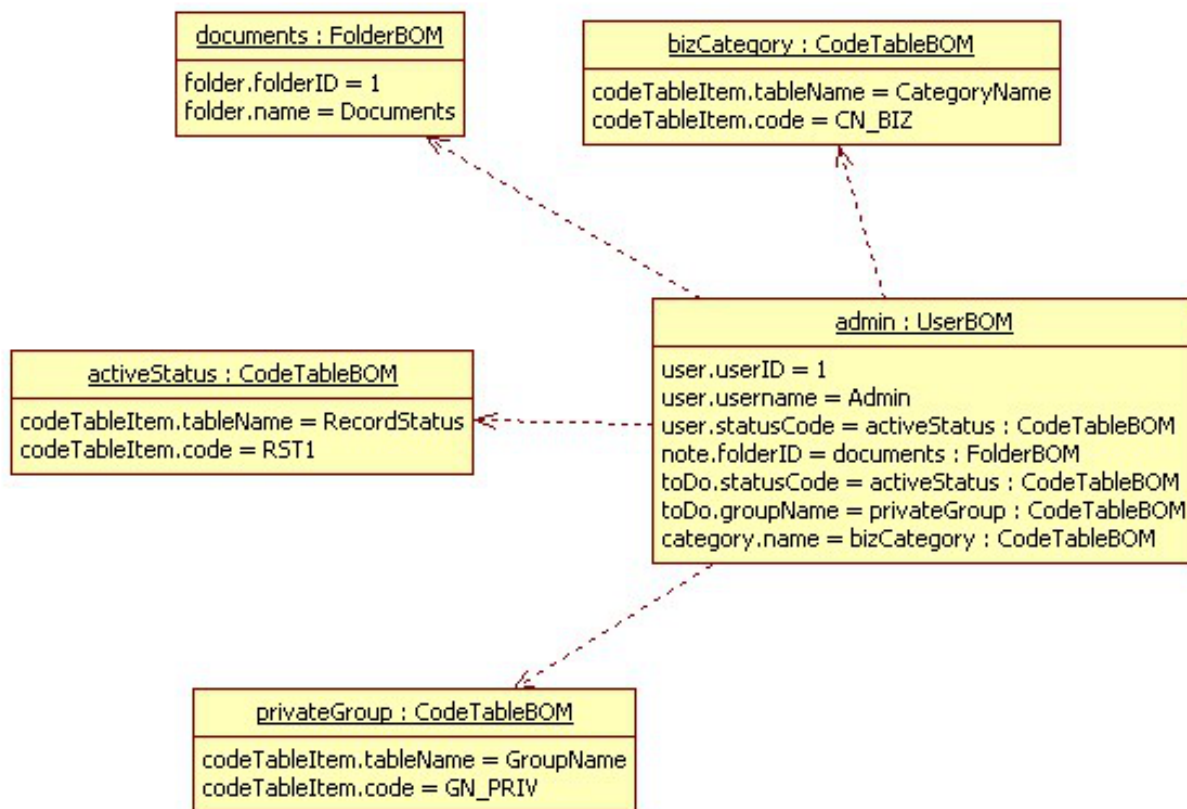 documents : FolderBOM
folder.folderID = 1
folder.name = Documents
bizCategory : CodeTableBOM
codeTableItem.tableName = CategoryName
codeTableItem.code = CN_BIZ
admin : UserBOM
user.userID = 1
user.username = Admin
user.statusCode = activeStatus : CodeTableBOM
note.folderID = documents : FolderBOM
toDo.statusCode = activeStatus : CodeTableBOM
toDo.groupName = privateGroup : CodeTableBOM
category.name = bizCategory : CodeTableBOM
activeStatus : CodeTableBOM
codeTableItem.tableName = RecordStatus
codeTableItem.code = RST1
privateGroup : CodeTableBOM
codeTableItem.tableName = GroupName
codeTableItem.code = GN_PRIV